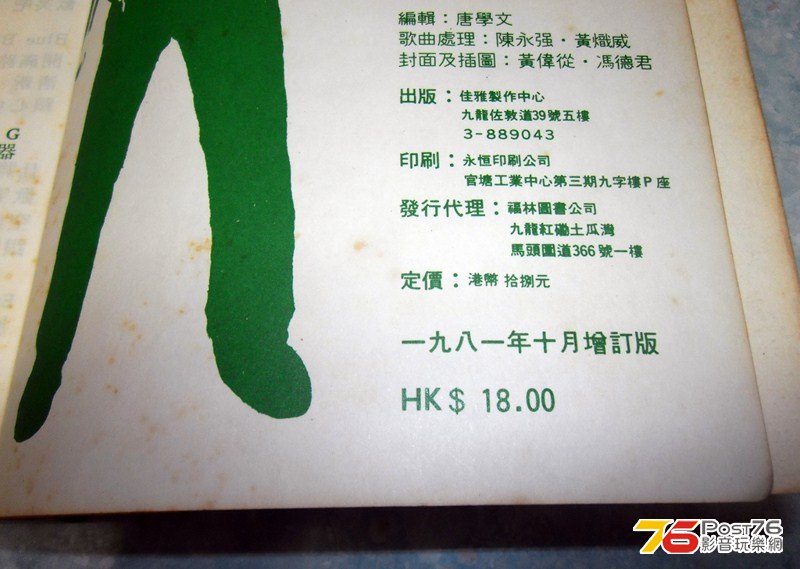 編輯：唐學文
歌曲處理：陳永强·黃熾威
封面及插圖：黃偉從·馮德君
出版：佳雅製作中心
九龍佐敦道39號五樓
3-889043
印刷：永恒印刷公司
官塘工業中心第三期九字樓P座
發行代理：福林圖書公司
九龍紅磡土瓜灣
馬頭圍道366號一樓
定價：港幣 拾捌元
一九八一年十月增訂版
HK$ 18.00
G
器
76 Post76
影音玩樂網